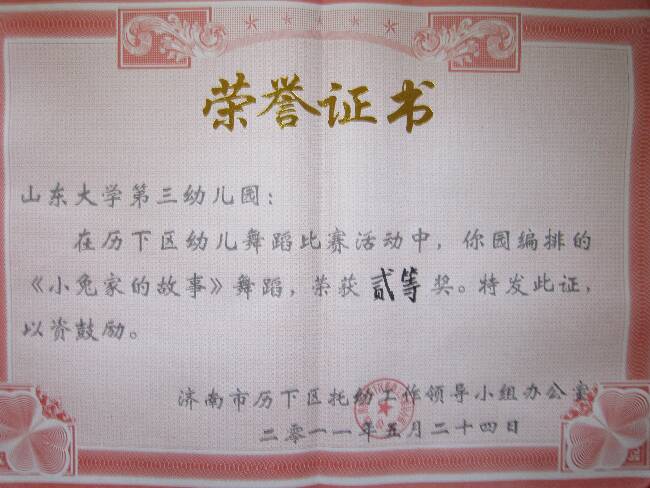 荣誉证书
山东大学第三幼儿园：
在历下区幼儿舞蹈比赛活动中，你园编排的
《小兔家的故事》舞蹈，荣获贰等奖。特发此证，
以资鼓励。
济南市历下区托幼工作领导小组办公室
二零一一年五月二十四日